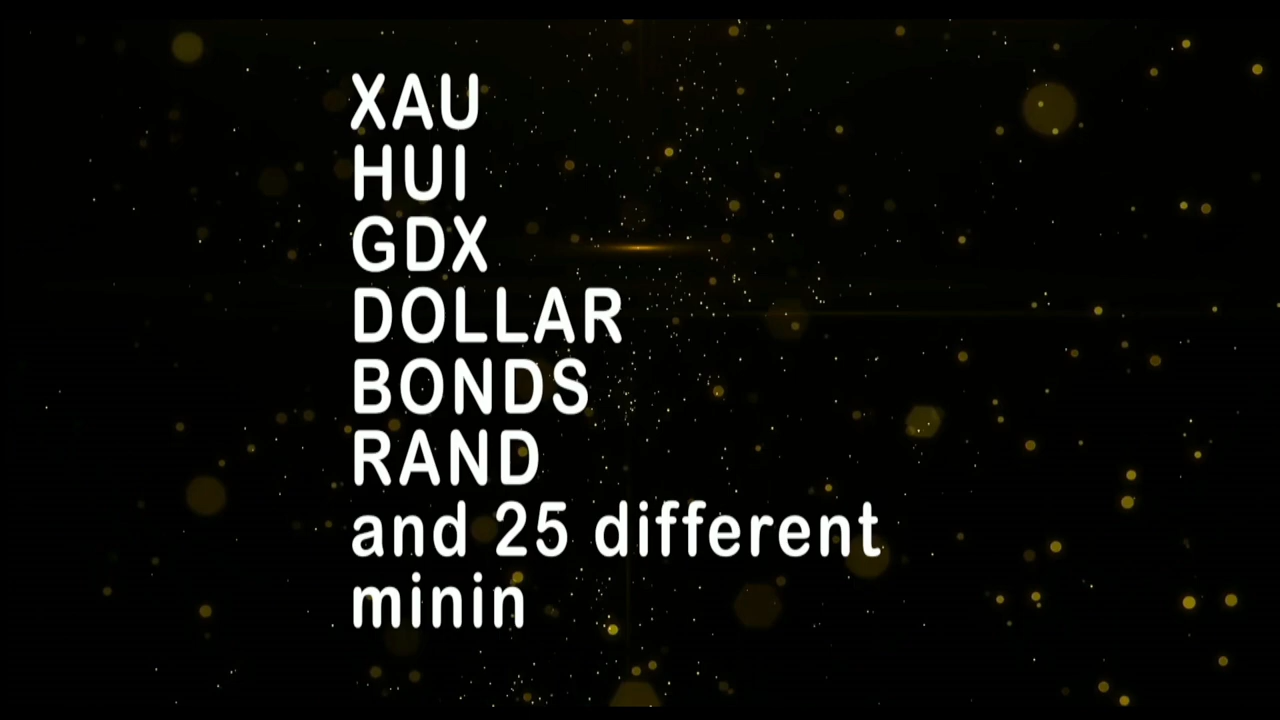 XAU
HUI
GDX
DOLLAR
BONDS
RAND
and 25 different
minin